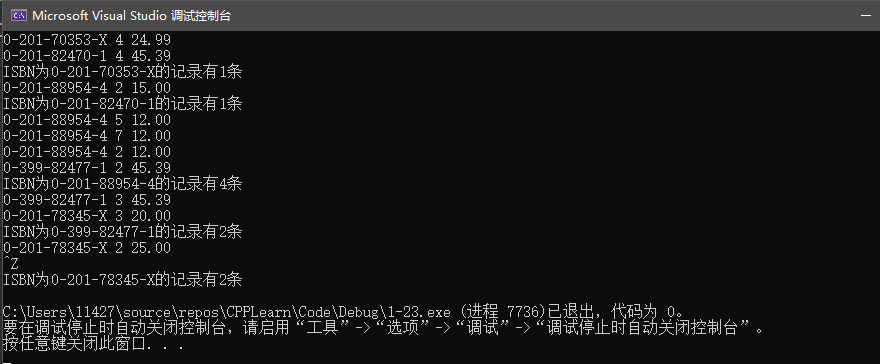 Microsoft Visual Studio 调试控制台
0-201-70353-X 4 24.99
0-201-82470-1 4 45.39
ISBN为0-201-70353-X的记录有1条
0-201-88954-4 2 15.00
ISBN为0-201-82470-1的记录有1条
0-201-88954-4 5 12.00
0-201-88954-4 7 12.00
0-201-88954-4 2 12.00
0-399-82477-1 2 45.39
ISBN为0-201-88954-4的记录有4条
0-399-82477-1 3 45.39
0-201-78345-X 3 20.00
ISBN为0-399-82477-1的记录有2条
0-201-78345-X 2 25.00
^Z
ISBN为0-201-78345-X的记录有2条
C:\Users\11427\source\repos\CPPLearn\Code\Debug\1-23.exe (进程 7736)已退出，代码为 0。
要在调试停止时自动关闭控制台，请启用“工具”->“选项”->“调试”->“调试停止时自动关闭控制台”。
按任意键关闭此窗口. . .